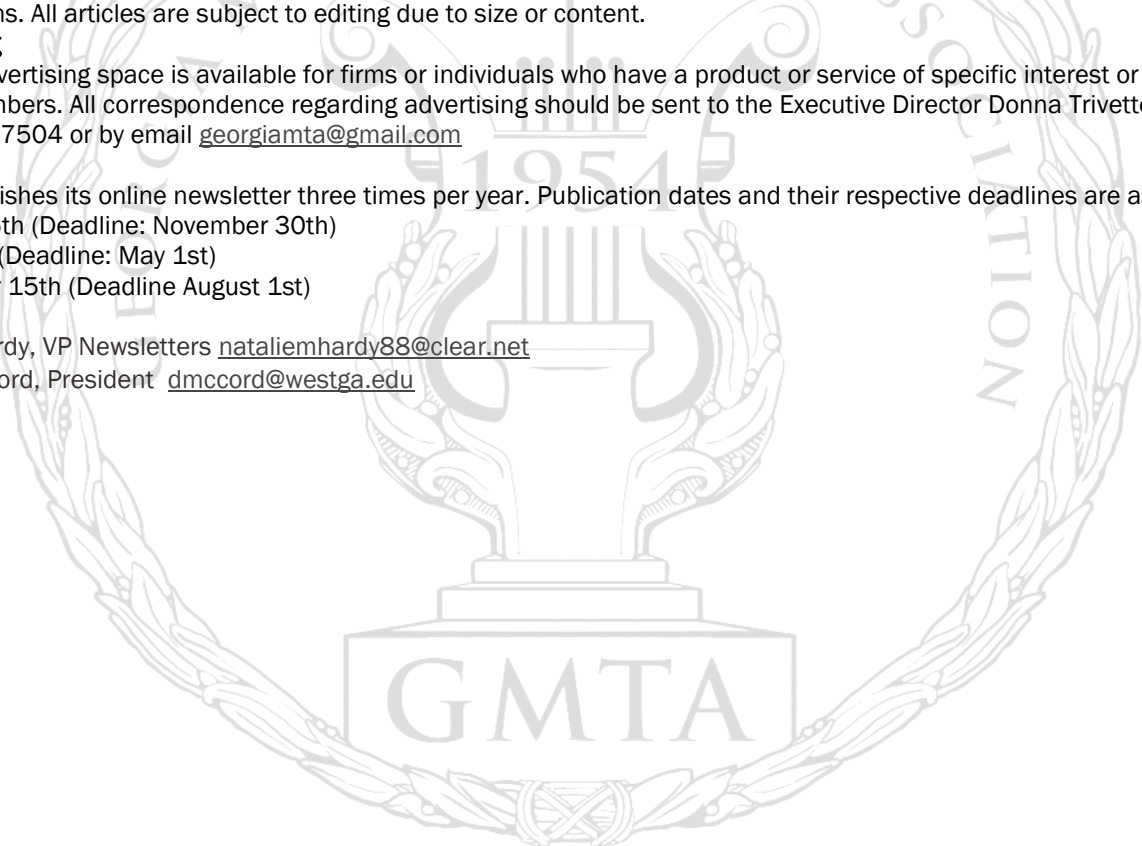 ns. All articles are subject to editing due to size or content.
g
vertising space is available for firms or individuals who have a product or service of specific interest or
nbers. All correspondence regarding advertising should be sent to the Executive Director Donna Trivette
7504 or by email georgiamta@gmail.com
ishes its online newsletter three times per year. Publication dates and their respective deadlines are a
th (Deadline: November 30th)
(Deadline: May 1st)
15th (Deadline August 1st)
rdy, VP Newsletters nataliemhardy88@clear.net
ord, President dmccord@westga.edu
GEORGIA
ASSOCIATION
1954
GMTA